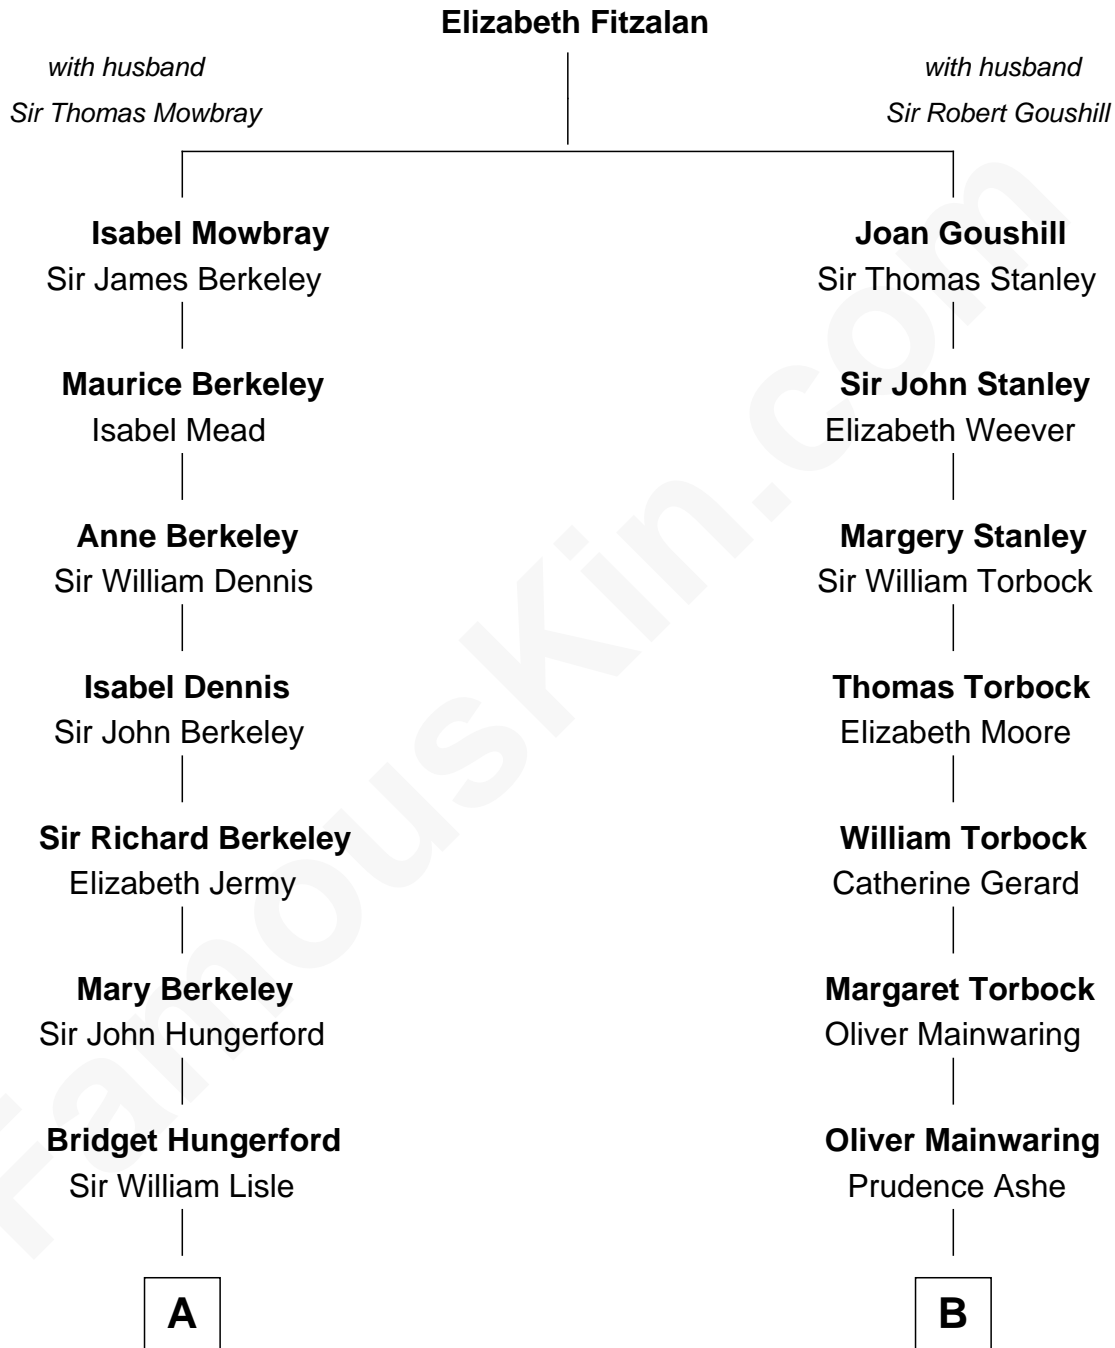 Elizabeth Fitzalan
with husband
Sir Thomas Mowbray
with husband
Sir Robert Goushill
Isabel Mowbray
Sir James Berkeley
Joan Goushill
Sir Thomas Stanley
Maurice Berkeley
Isabel Mead
Sir John Stanley
Elizabeth Weever
Anne Berkeley
Sir William Dennis
Margery Stanley
Sir William Torbock
Isabel Dennis
Sir John Berkeley
Thomas Torbock
Elizabeth Moore
Sir Richard Berkeley
Elizabeth Jermy
William Torbock
Catherine Gerard
Mary Berkeley
Sir John Hungerford
Margaret Torbock
Oliver Mainwaring
Bridget Hungerford
Sir William Lisle
Oliver Mainwaring
Prudence Ashe
A
B
FamousKin.com